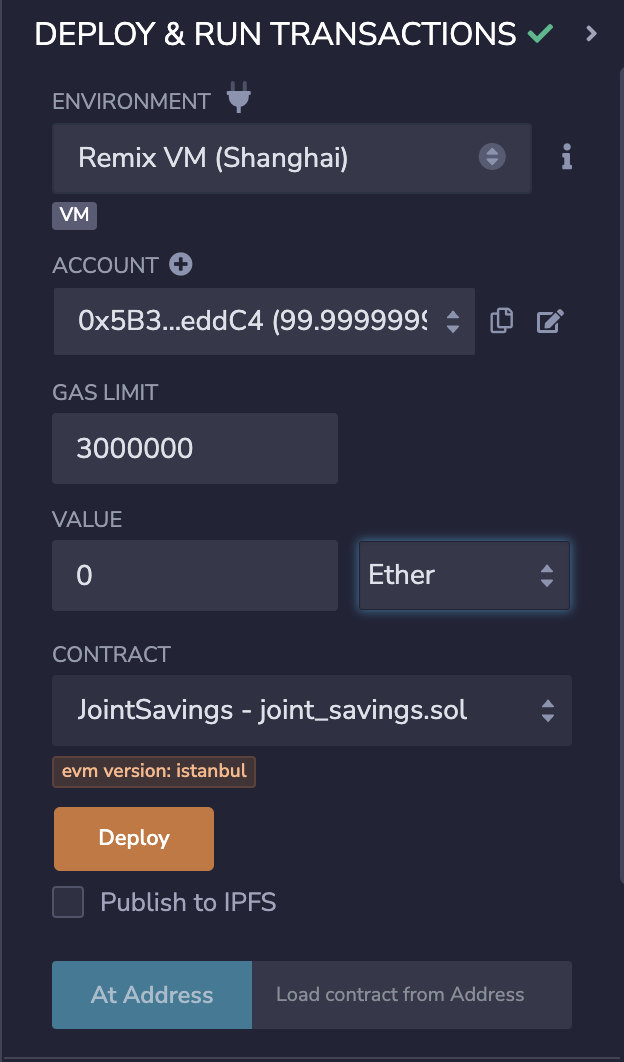 DEPLOY & RUN TRANSACTIONS
ENVIRONMENT
Remix VM (Shanghai)
VM
ACCOUNT
0x5B3...eddC4 (99.9999999
GAS LIMIT
3000000
VALUE
0 Ether
CONTRACT
JointSavings - joint_savings.sol
evm version: istanbul
Deploy
Publish to IPFS
At Address Load contract from Address